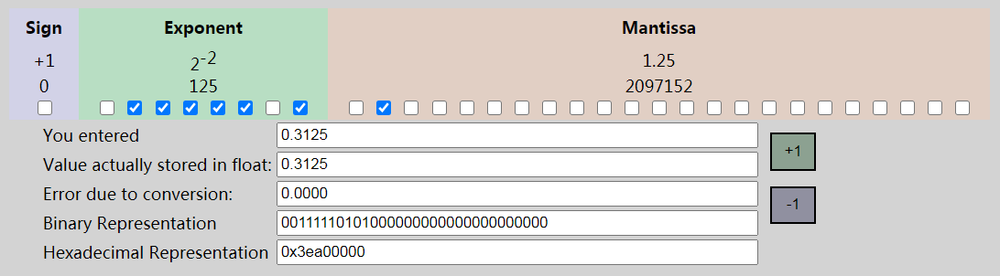 Sign Exponent Mantissa
+1 2^-2 1.25
0 125 2097152
You entered 0.3125 +1
Value actually stored in float: 0.3125
Error due to conversion: 0.0000 -1
Binary Representation 00111110101000000000000000000000
Hexadecimal Representation 0x3ea00000